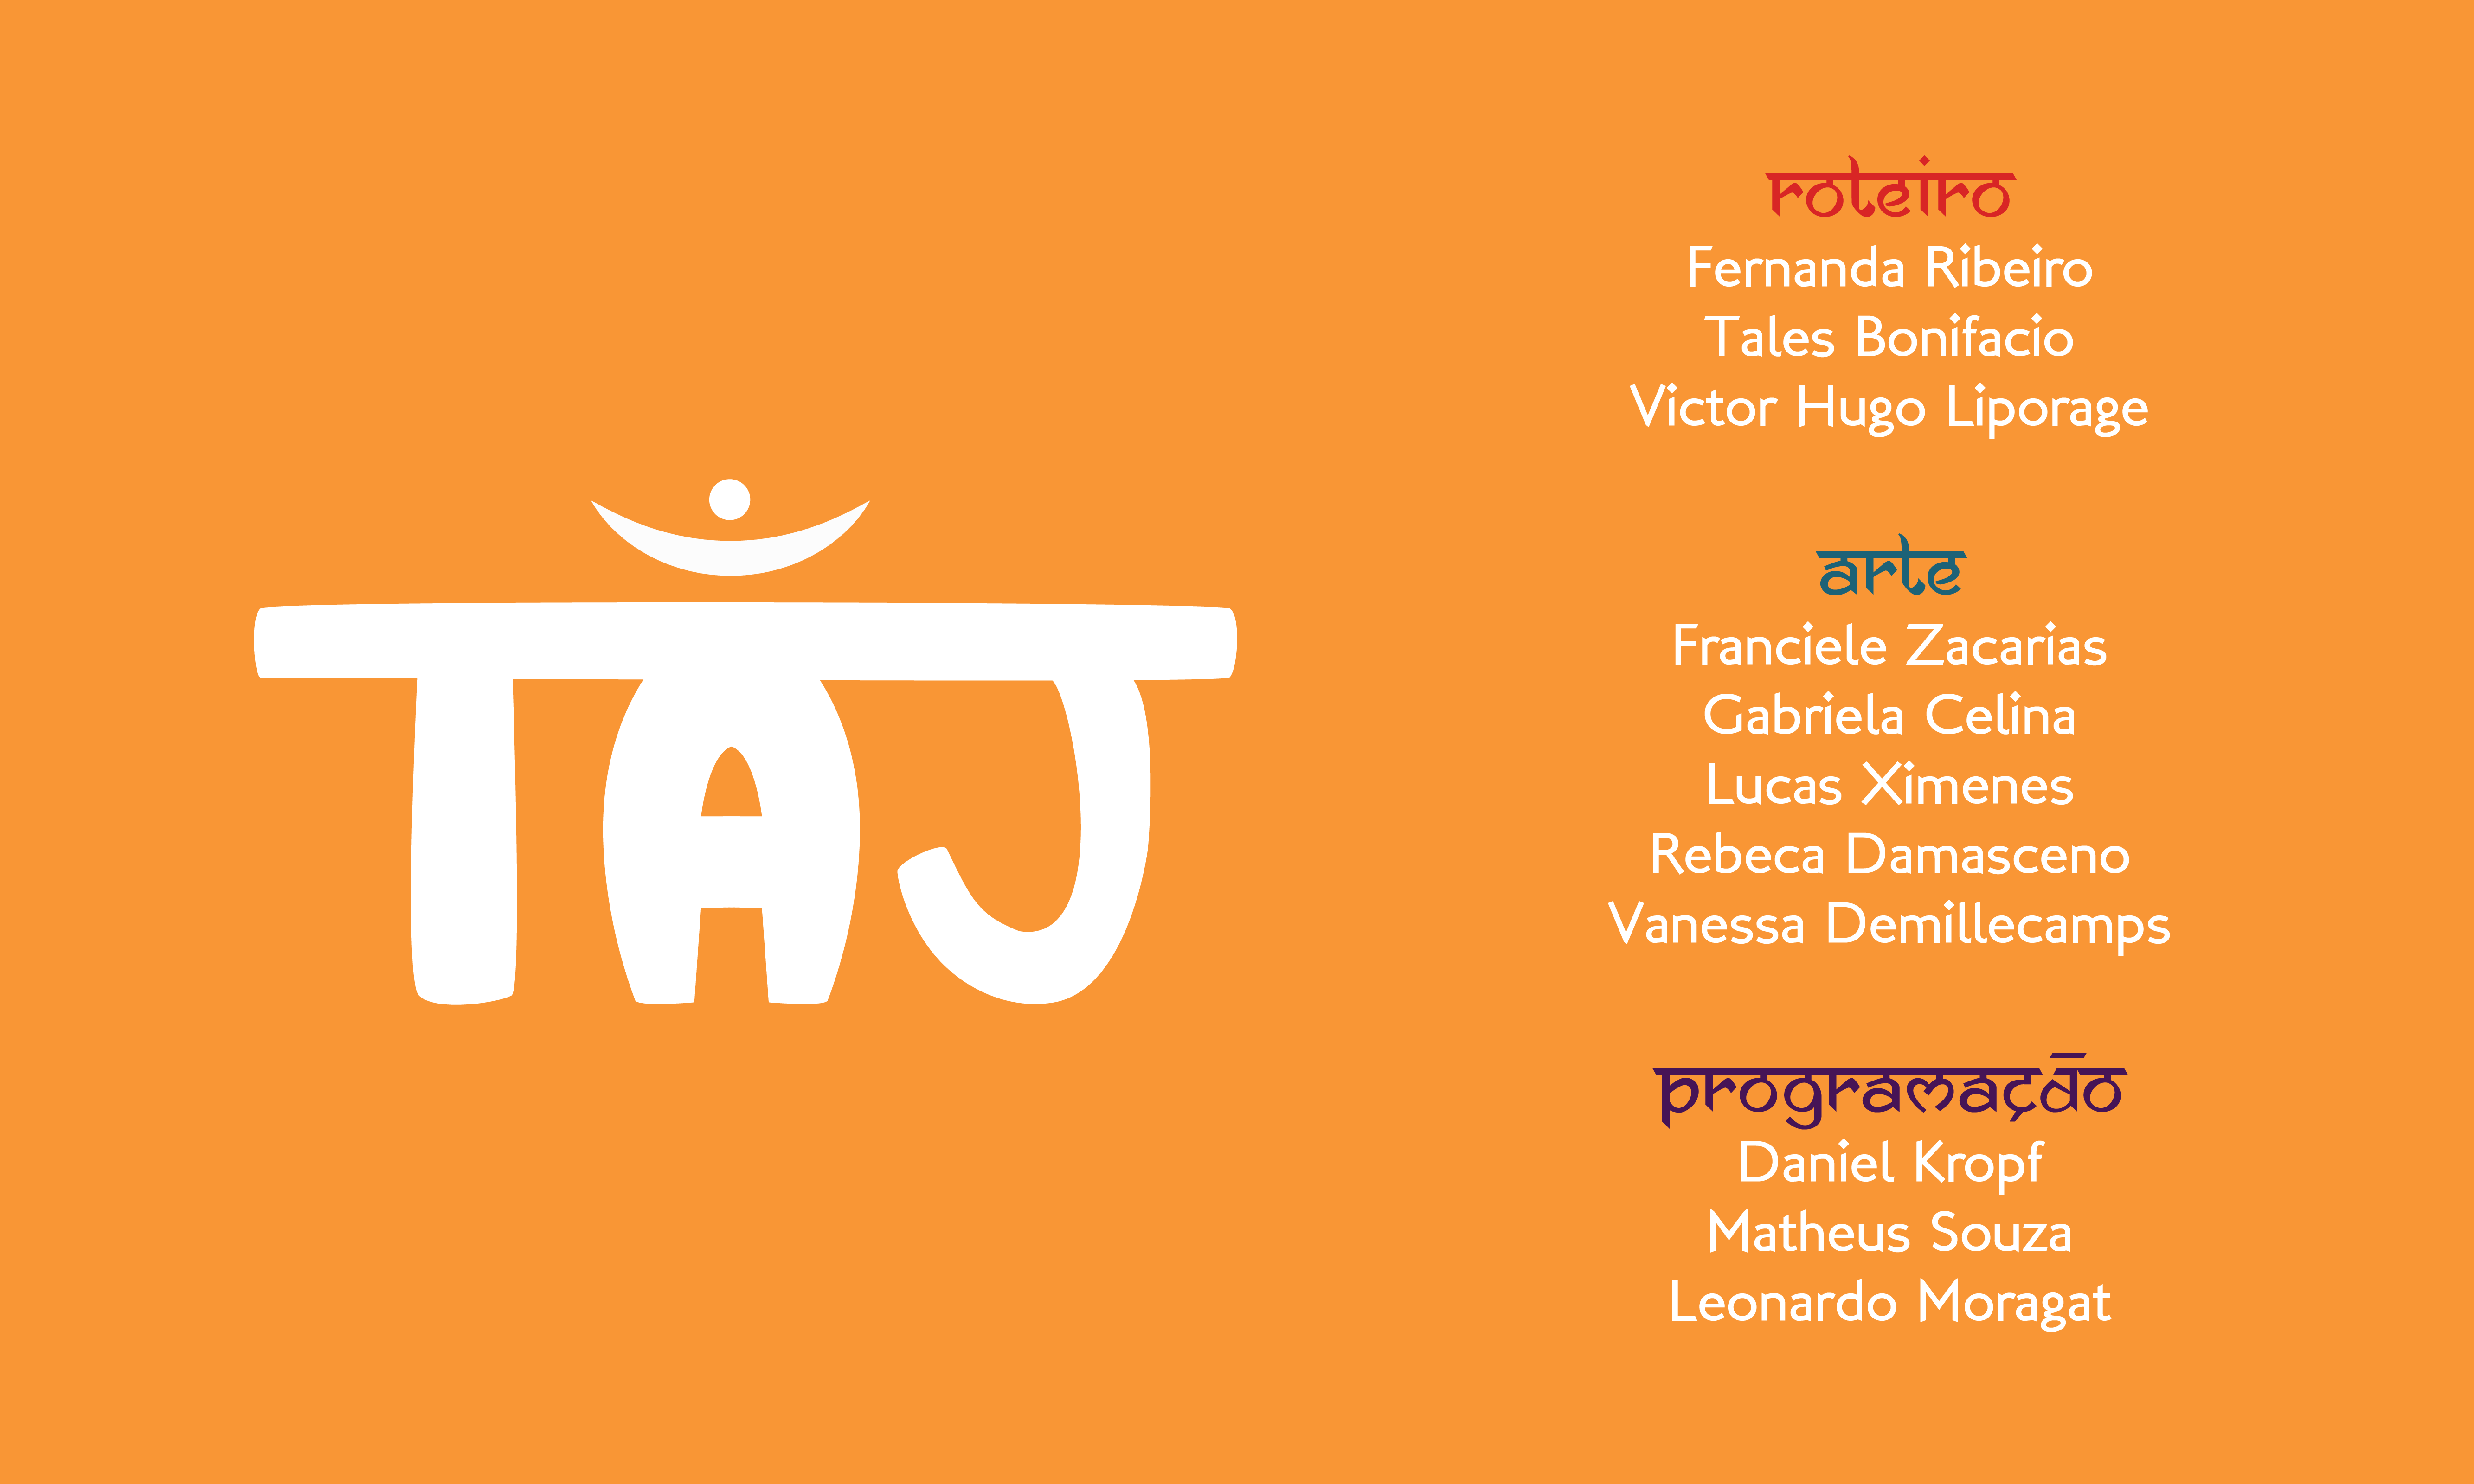 TAJ
roteiro
Fernanda Ribeiro
Tales Bonifacio
Victor Hugo Liporage
arte
Franciele Zacarias
Gabriela Celina
Lucas Ximenes
Rebeca Damasceno
Vanessa Demillecamps
programação
Daniel Kropf
Matheus Souza
Leonardo Moragat